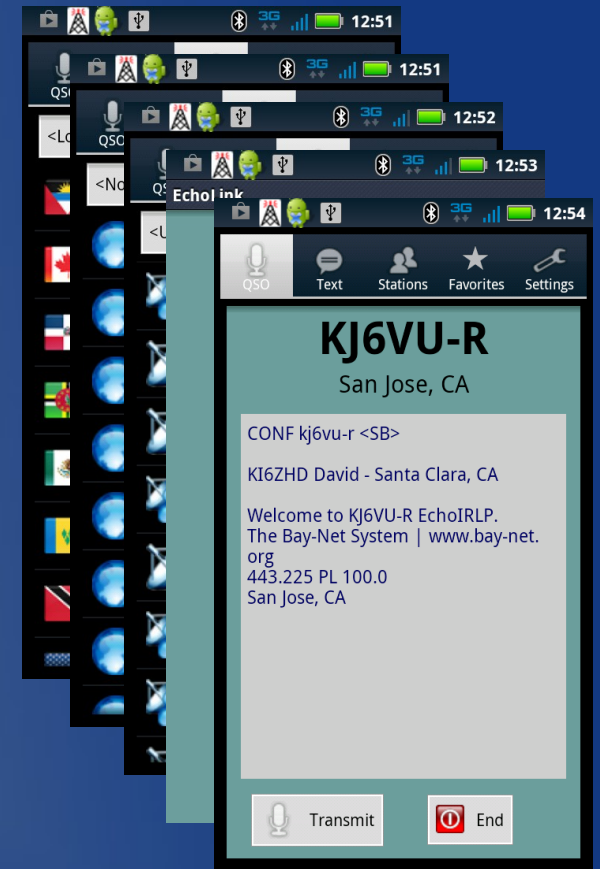 12:51
QSO
<Lo
12:51
QSO
<No
12:52
QS
<U
12:53
EchoLink
3G
12:54
QSO
Text
Stations
Favorites
Settings
KJ6VU-R
San Jose, CA
CONF kj6vu-r <SB>
KI6ZHD David - Santa Clara, CA
Welcome to KJ6VU-R EchoIRLP.
The Bay-Net System | www.bay-net.
org
443.225 PL 100.0
San Jose, CA
Transmit
End